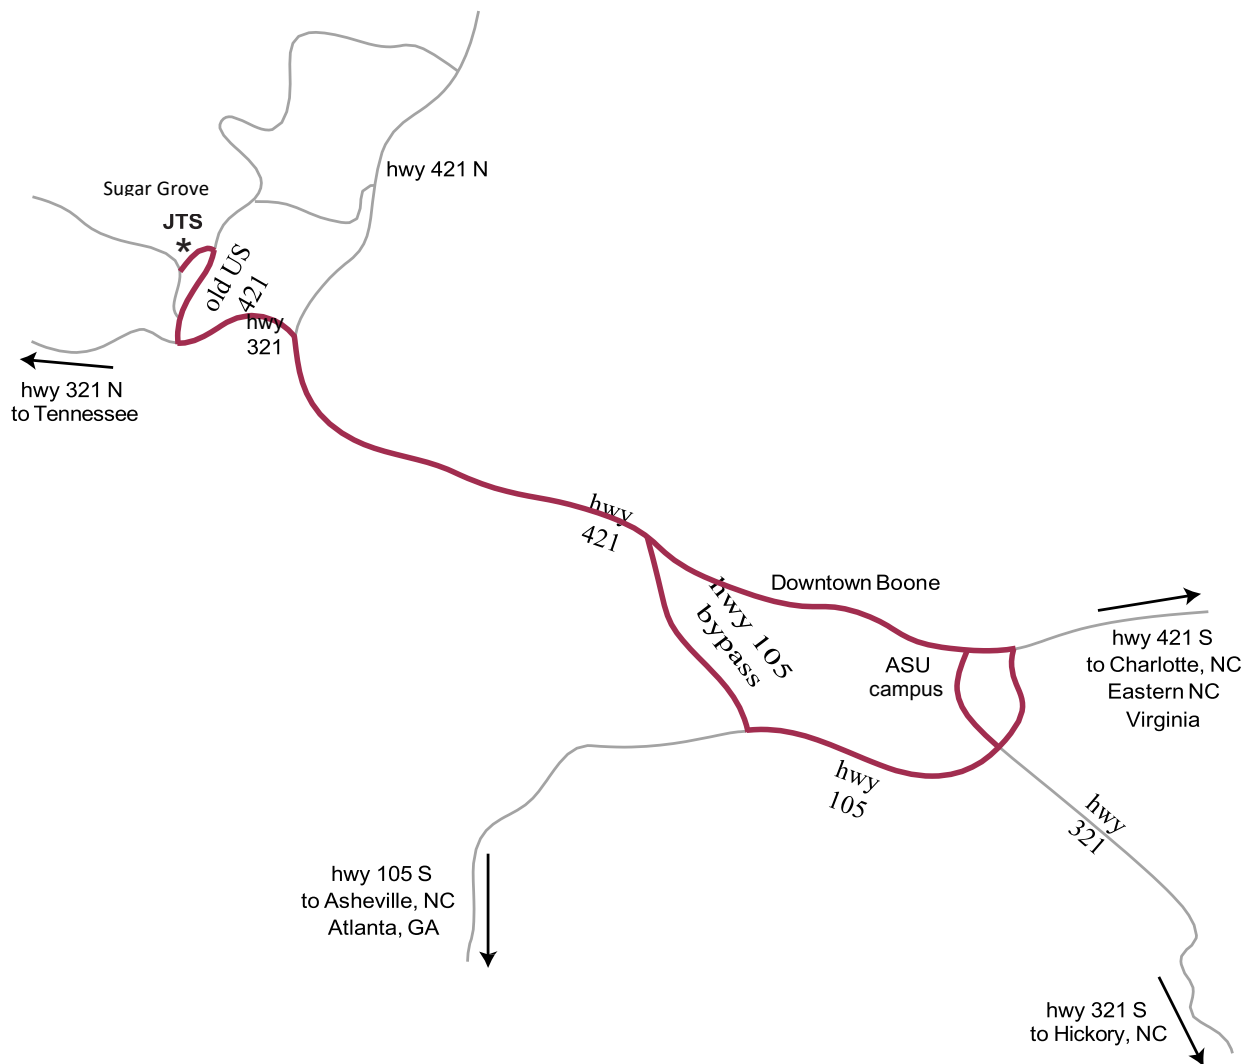 hwy 421 N
Sugar Grove
JTS
*
old US
421
hwy
321
hwy 321 N
to Tennessee
hwy
421
hwy 105
bypass
Downtown Boone
ASU
campus
hwy 421 S
to Charlotte, NC
Eastern NC
Virginia
hwy
105
hwy
321
hwy 105 S
to Asheville, NC
Atlanta, GA
hwy 321 S
to Hickory, NC